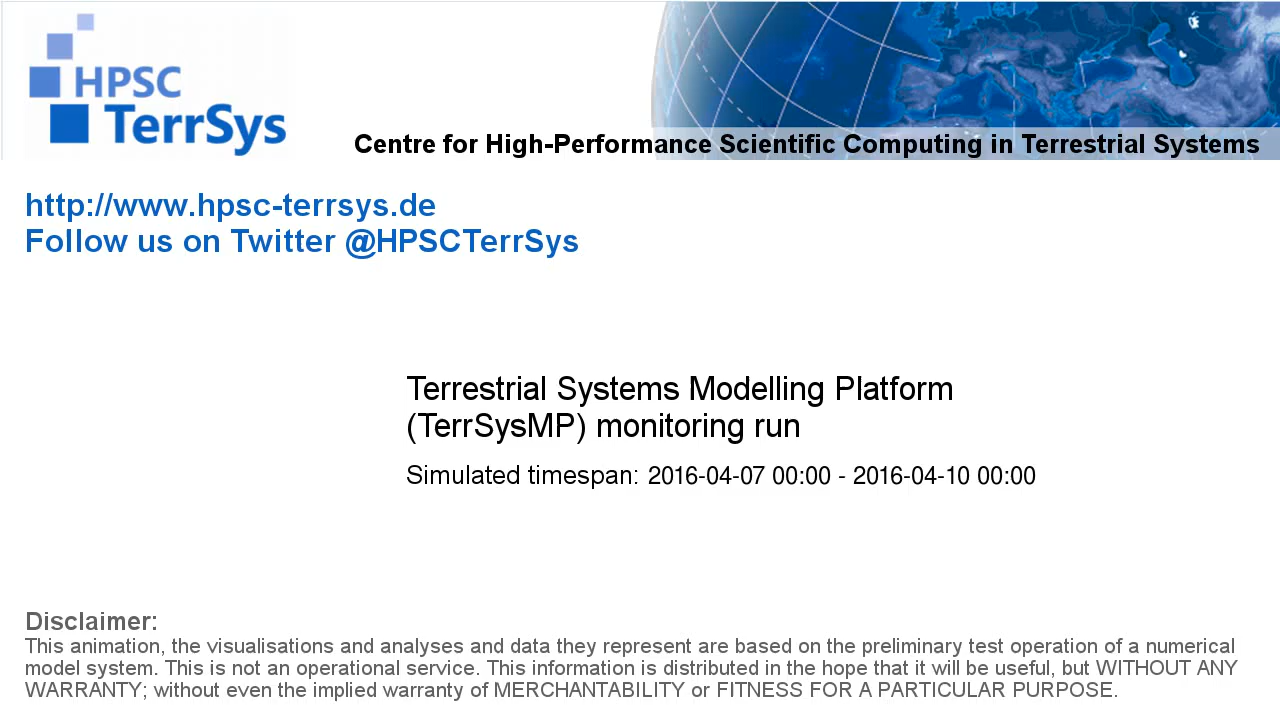 HPSC
TerrSys
Centre for High-Performance Scientific Computing in Terrestrial Systems
http://www.hpsc-terrsys.de
Follow us on Twitter @HPSCTerrSys
Terrestrial Systems Modelling Platform
(TerrSysMP) monitoring run
Simulated timespan: 2016-04-07 00:00 - 2016-04-10 00:00
Disclaimer:
This animation, the visualisations and analyses and data they represent are based on the preliminary test operation of a numerical
model system. This is not an operational service. This information is distributed in the hope that it will be useful, but WITHOUT ANY
WARRANTY; without even the implied warranty of MERCHANTABILITY or FITNESS FOR A PARTICULAR PURPOSE.